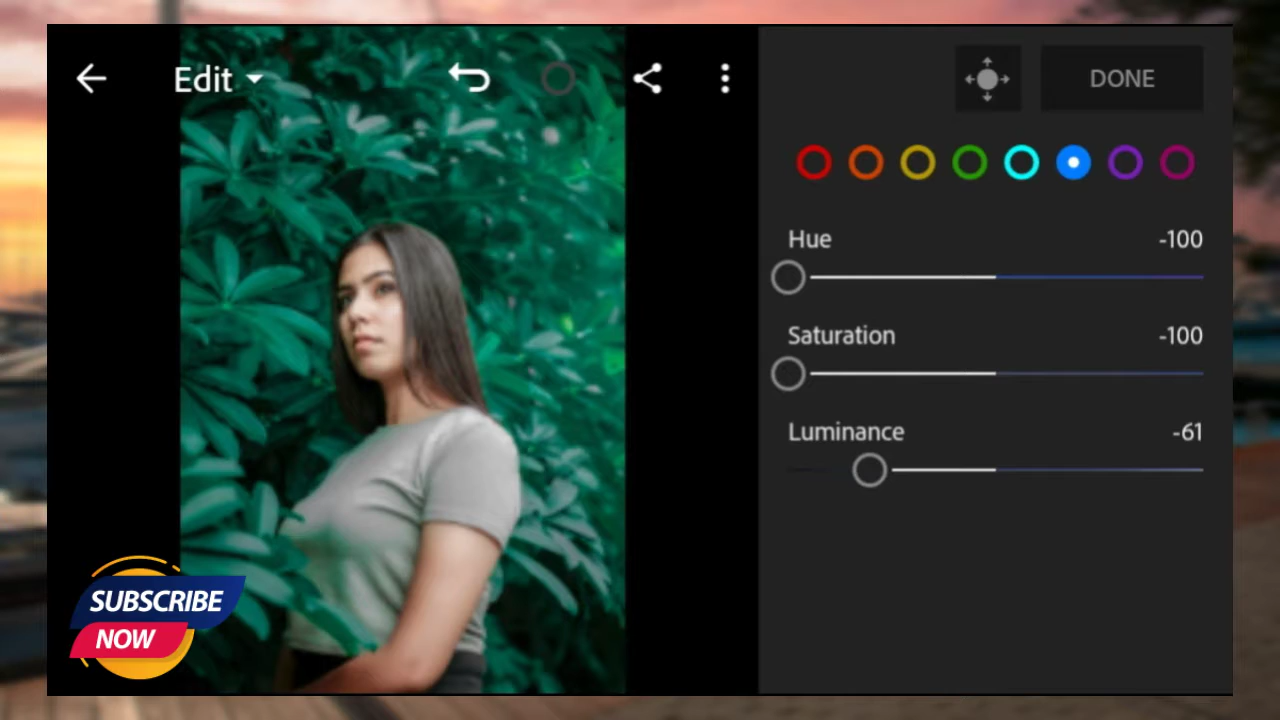 Edit
DONE
Hue -100
Saturation -100
Luminance -61
SUBSCRIBE
NOW